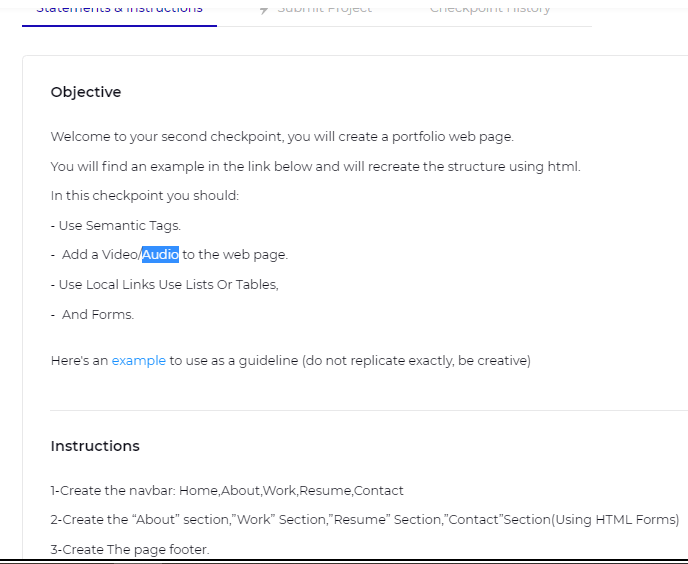 Statements & Instructions Submit Project Checkpoint History
Objective
Welcome to your second checkpoint, you will create a portfolio web page.
You will find an example in the link below and will recreate the structure using html.
In this checkpoint you should:
- Use Semantic Tags.
-  Add a Video/Audio to the web page.
- Use Local Links Use Lists Or Tables,
-  And Forms.
Here's an example to use as a guideline (do not replicate exactly, be creative)
Instructions
1-Create the navbar: Home,About,Work,Resume,Contact
2-Create the “About” section,”Work” Section,”Resume” Section,”Contact”Section(Using HTML Forms)
3-Create The page footer.